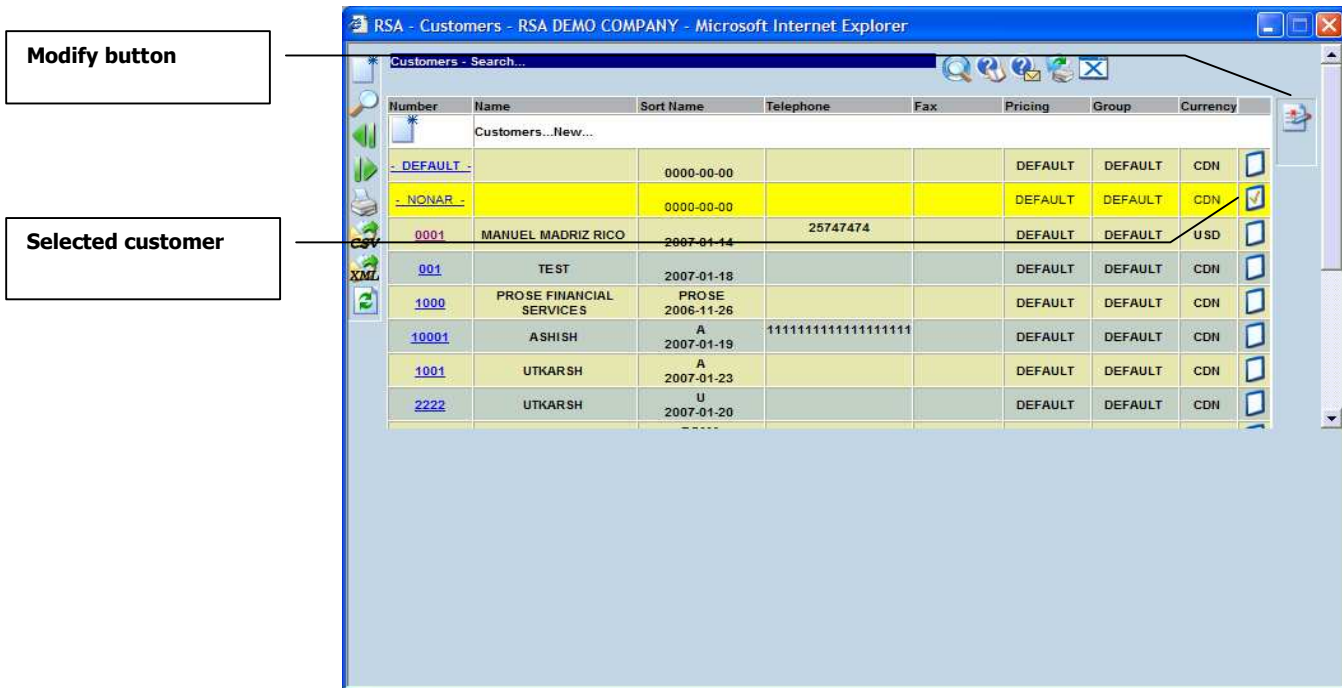 RSA - Customers - RSA DEMO COMPANY - Microsoft Internet Explorer
Modify button
Customers - Search...
Number Name Sort Name Telephone Fax Pricing Group Currency
Customers...New...
- DEFAULT - 0000-00-00 DEFAULT DEFAULT CDN
- NONAR - 0000-00-00 DEFAULT DEFAULT CDN
Selected customer
0001 MANUEL MADRIZ RICO 2007-01-14 25747474 DEFAULT DEFAULT USD
CSV
001 TEST 2007-01-18 DEFAULT DEFAULT CDN
XML
1000 PROSE FINANCIAL SERVICES PROSE 2006-11-26 DEFAULT DEFAULT CDN
10001 ASHISH A 2007-01-19 1111111111111111111 DEFAULT DEFAULT CDN
1001 UTKARSH A 2007-01-23 DEFAULT DEFAULT CDN
2222 UTKARSH U 2007-01-20 DEFAULT DEFAULT CDN